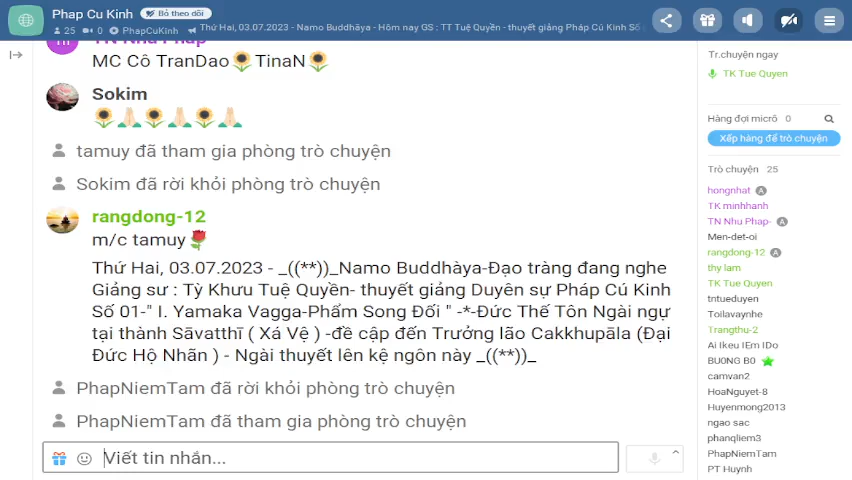 Phap Cu Kinh
Bỏ theo dõi
25
0
PhapCuKinh
Thứ Hai, 03.07.2023 - Namo Buddhāya - Hôm nay GS : TT Tuệ Quyền - thuyết giảng Pháp Cú Kinh Số
TN Nhu Phap-
MC Cô TranDao🌻TinaN🌻
Sokim
🌻🙏🏻🌻🙏🏻🌻🙏🏻
tamuy đã tham gia phòng trò chuyện
Sokim đã rời khỏi phòng trò chuyện
rangdong-12
m/c tamuy🌹
Thứ Hai, 03.07.2023 - _((**))_Namo Buddhàya-Đạo tràng đang nghe
Giảng sư : Tỳ Khưu Tuệ Quyền- thuyết giảng Duyên sự Pháp Cú Kinh
Số 01-" I. Yamaka Vagga-Phẩm Song Đối " -*-Đức Thế Tôn Ngài ngự
tại thành Sāvatthī ( Xá Vệ ) -đề cập đến Trưởng lão Cakkhupāla (Đại
Đức Hộ Nhãn ) - Ngài thuyết lên kệ ngôn này _((**))_
PhapNiemTam đã rời khỏi phòng trò chuyện
PhapNiemTam đã tham gia phòng trò chuyện
Viết tin nhắn...
Tr.chuyện ngay
TK Tue Quyen
Hàng đợi micrô 0
Xếp hàng để trò chuyện
Trò chuyện 25
hongnhat A
TK minhhanh
TN Nhu Phap- A
Men-det-oi
rangdong-12 A
thy lam
TK Tue Quyen
tntueduyen
Toilavaynhe
Trangthu-2
Ai Ikeu IEm IDo
BU0NG B0
camvan2
HoaNguyet-8
Huyenmong2013
ngao sac
phanqliem3
PhapNiemTam
PT Huynh